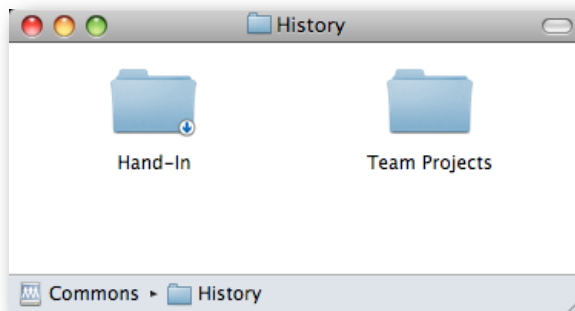 History
Hand-In
Team Projects
Commons ▸ History